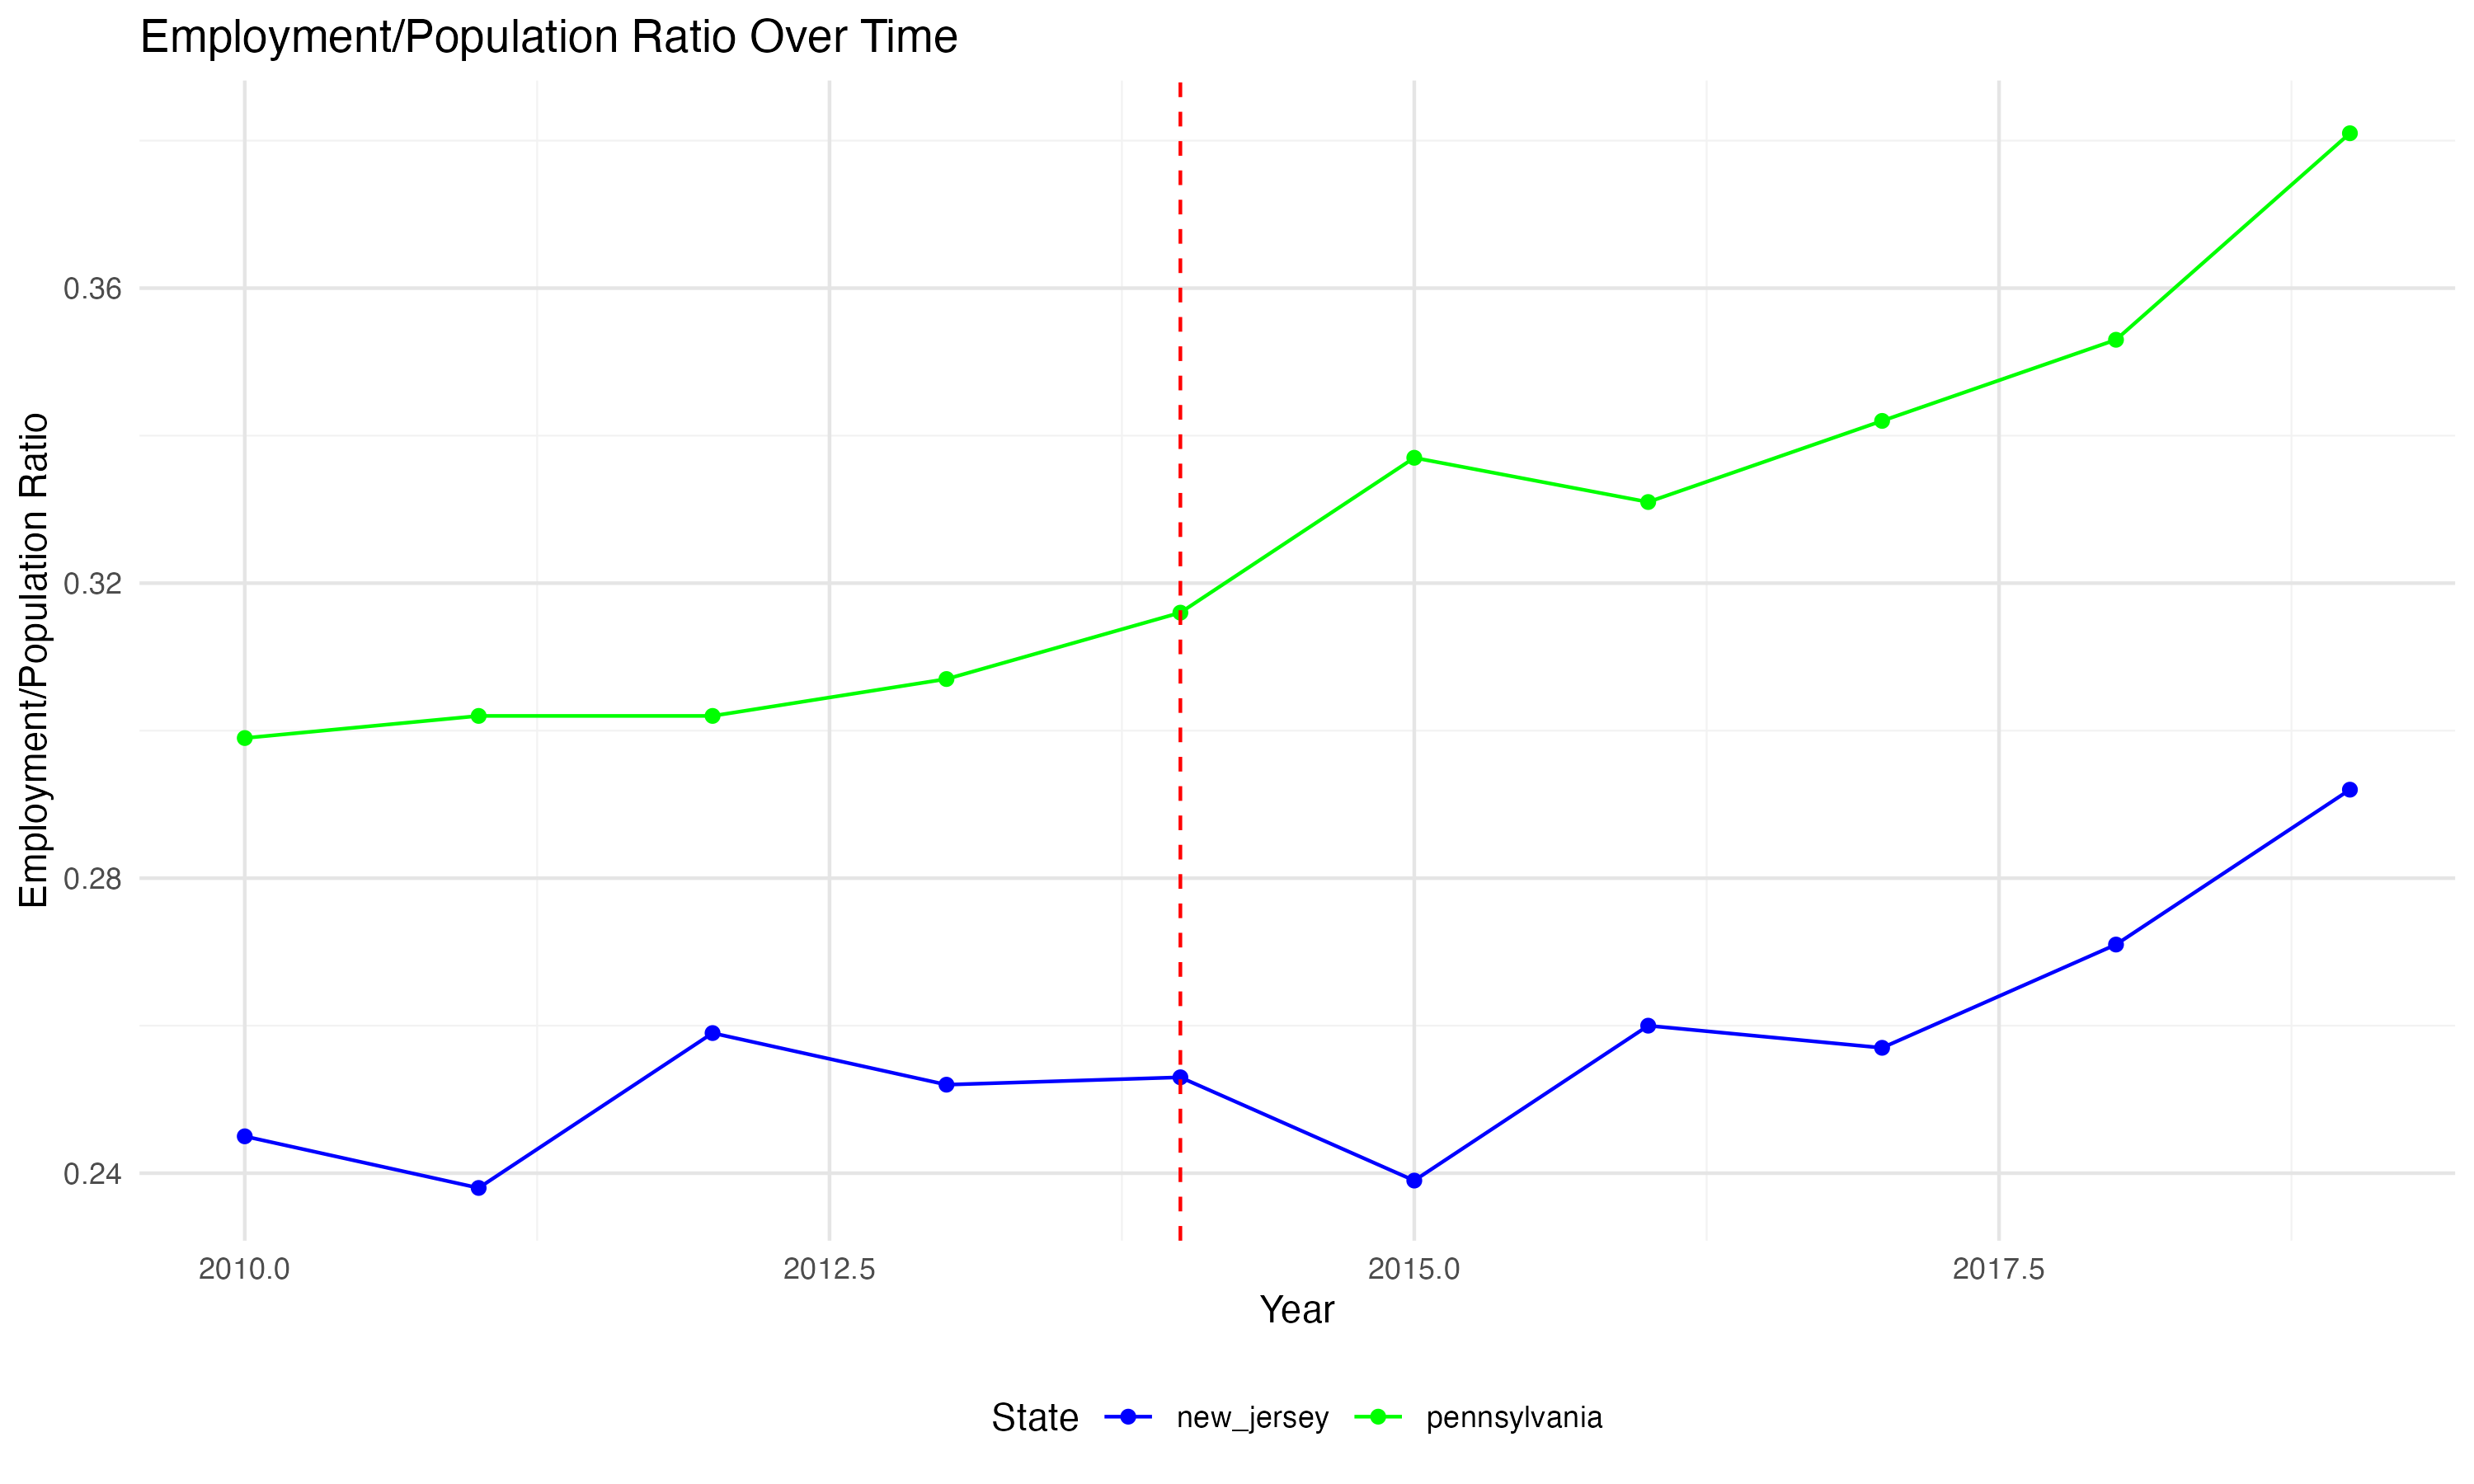 Employment/Population Ratio Over Time
Employment/Population Ratio
0.36
0.32
0.28
0.24
2010.0 2012.5 2015.0 2017.5
Year
State new_jersey pennsylvania